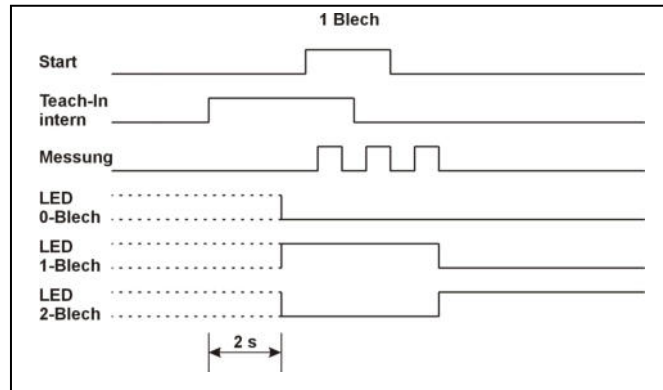 1 Blech
Start
Teach-In
intern
Messung
LED
0-Blech
LED
1-Blech
LED
2-Blech
2 s